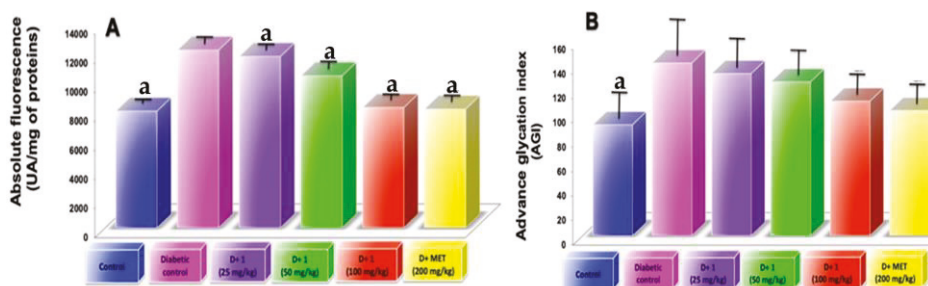 A
Absolute fluorescence
(UA/mg of proteins)
14000
12000
10000
8000
6000
4000
2000
0
a
a
a
a
a
Control
Diabetic
control
D+ 1
(25 mg/kg)
D+ 1
(50 mg/kg)
D+ 1
(100 mg/kg)
D+ MET
(200 mg/kg)
B
Advance glycation index
(AGI)
160
140
120
100
80
60
40
20
0
a
Control
Diabetic
control
D+ 1
(25 mg/kg)
D+ 1
(50 mg/kg)
D+ 1
(100 mg/kg)
D+ MET
(200 mg/kg)